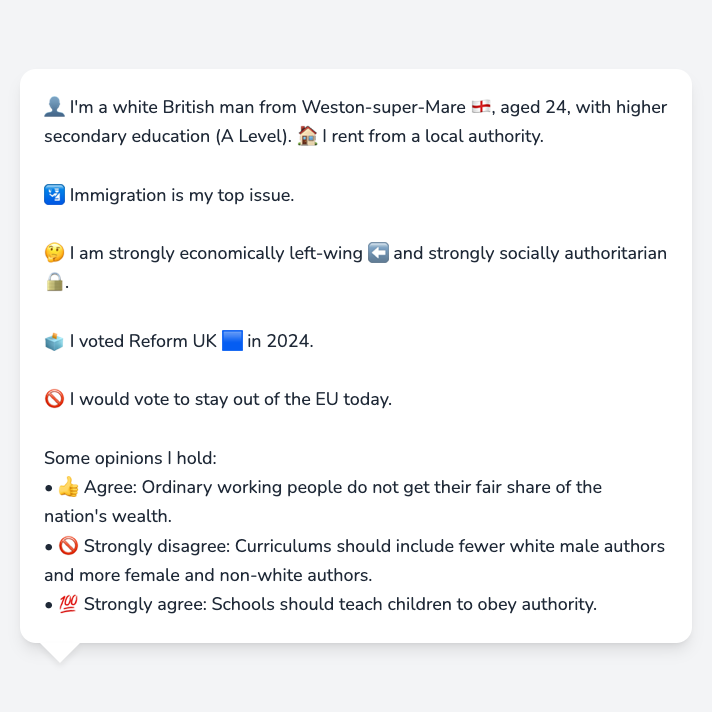 👤 I'm a white British man from Weston-super-Mare 🏴󠁧󠁢󠁥󠁮󠁧󠁿, aged 24, with higher
secondary education (A Level). 🏠 I rent from a local authority.
🛂 Immigration is my top issue.
🤔 I am strongly economically left-wing ⬅️ and strongly socially authoritarian
🔒.
🗳️ I voted Reform UK 🟦 in 2024.
🚫 I would vote to stay out of the EU today.
Some opinions I hold:
• 👍 Agree: Ordinary working people do not get their fair share of the
nation's wealth.
• 🚫 Strongly disagree: Curriculums should include fewer white male authors
and more female and non-white authors.
• 💯 Strongly agree: Schools should teach children to obey authority.